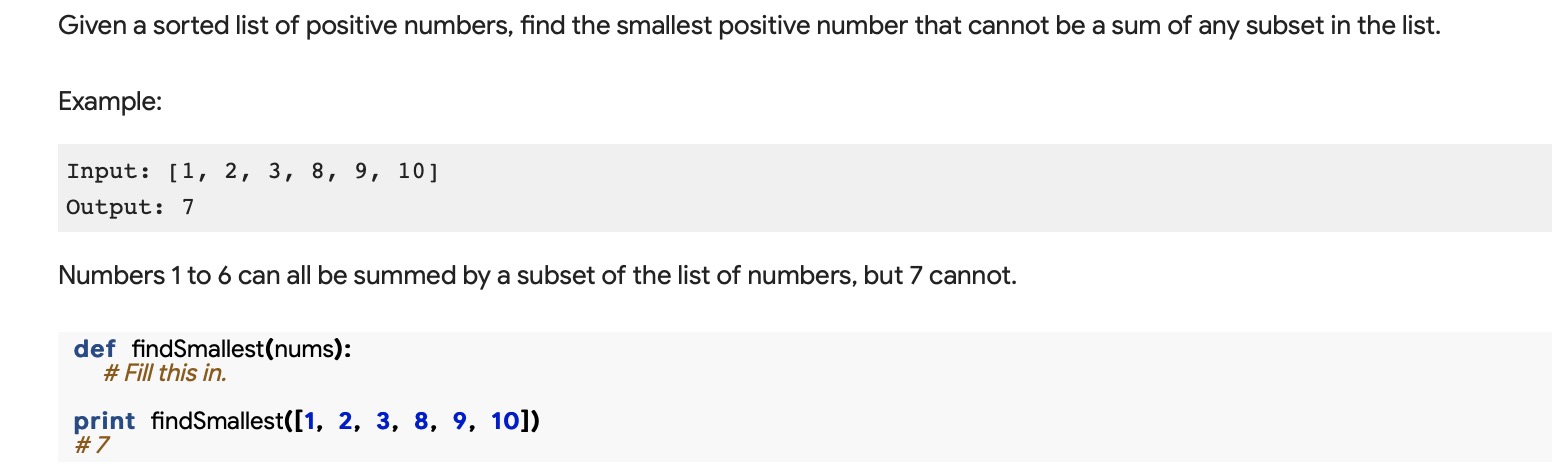 Given a sorted list of positive numbers, find the smallest positive number that cannot be a sum of any subset in the list.
Example:
Input: [1, 2, 3, 8, 9, 10]
Output: 7
Numbers 1 to 6 can all be summed by a subset of the list of numbers, but 7 cannot.
def findSmallest(nums):
# Fill this in.
print findSmallest([1, 2, 3, 8, 9, 10])
# 7